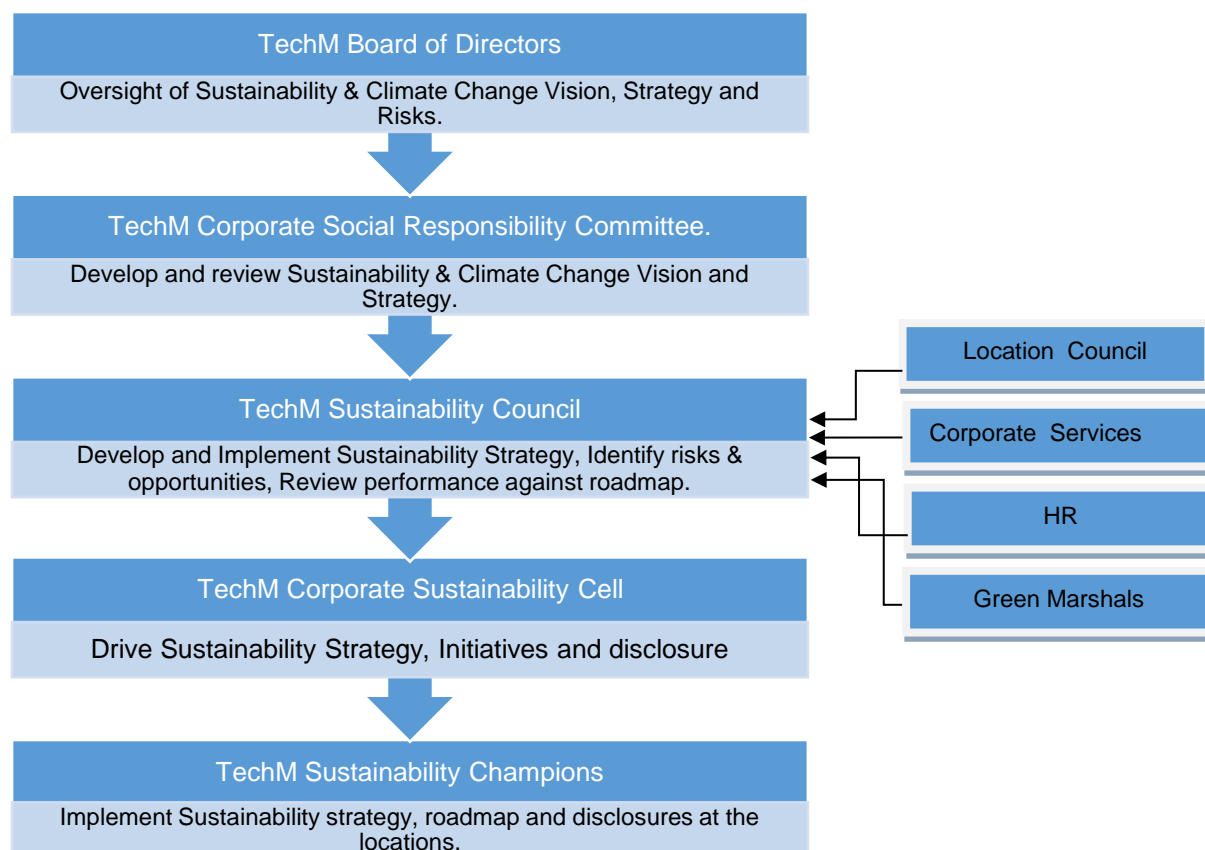 TechM Board of Directors
Oversight of Sustainability & Climate Change Vision, Strategy and
Risks.
TechM Corporate Social Responsibility Committee.
Develop and review Sustainability & Climate Change Vision and
Strategy.
TechM Sustainability Council
Develop and Implement Sustainability Strategy, Identify risks &
opportunities, Review performance against roadmap.
TechM Corporate Sustainability Cell
Drive Sustainability Strategy, Initiatives and disclosure
TechM Sustainability Champions
Implement Sustainability strategy, roadmap and disclosures at the
locations.
Location Council
Corporate Services
HR
Green Marshals